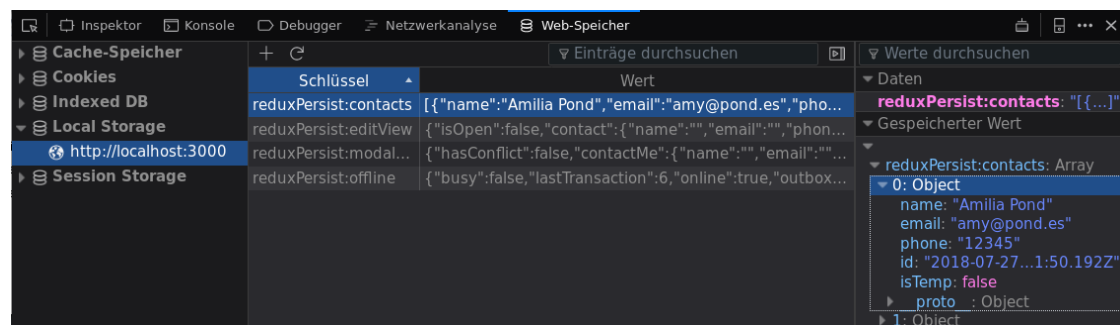 Inspektor Konsole Debugger Netzwerkanalyse Web-Speicher
Cache-Speicher
Cookies
Indexed DB
Local Storage
http://localhost:3000
Session Storage
Einträge durchsuchen
Schlüssel Wert
reduxPersist:contacts [{"name":"Amilia Pond","email":"amy@pond.es","pho...
reduxPersist:editView {"isOpen":false,"contact":{"name":"","email":"","phon...
reduxPersist:modal... {"hasConflict":false,"contactMe":{"name":"","email":""...
reduxPersist:offline {"busy":false,"lastTransaction":6,"online":true,"outbox...
Werte durchsuchen
Daten
reduxPersist:contacts: "[{...]"
Gespeicherter Wert
reduxPersist:contacts: Array
0: Object
name: "Amilia Pond"
email: "amy@pond.es"
phone: "12345"
id: "2018-07-27...1:50.192Z"
isTemp: false
__proto__: Object
1: Object